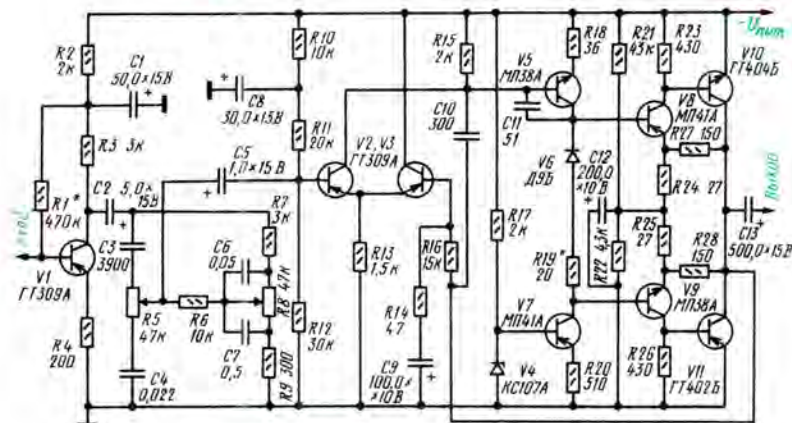 -Uпит
R2
2к
C1
50,0×15В
R3 3к
R1*
470к
C2
5,0×
15В
Вход
C3
3900
V1
ГТ309А
R4
200
R5
47к
C4
0,022
R6
10к
C5
1,0×15В
C6
0,05
C7
0,5
R7
3к
R8 47к
R9 300
R10
10к
C8
30,0×15В
R11
20к
R12
30к
V2,V3
ГТ309А
R13
1,5к
R14
47
C9
100,0×
×10В
R15
2к
C10
300
R16
15к
R17
2к
V4
КС107А
V5
МП38А
R18
36
C11
51
V6
Д9Б
R19*
20
V7
МП41А
R20
510
R21
43к
C12
200,0
×10В
R22 4,3к
R23
430
V8
МП41А
R27 150
R24 27
R25
27
R28
150
V9
МП38А
R26
430
V10
ГТ404Б
V11
ГТ402Б
C13
500,0×15В
Выход